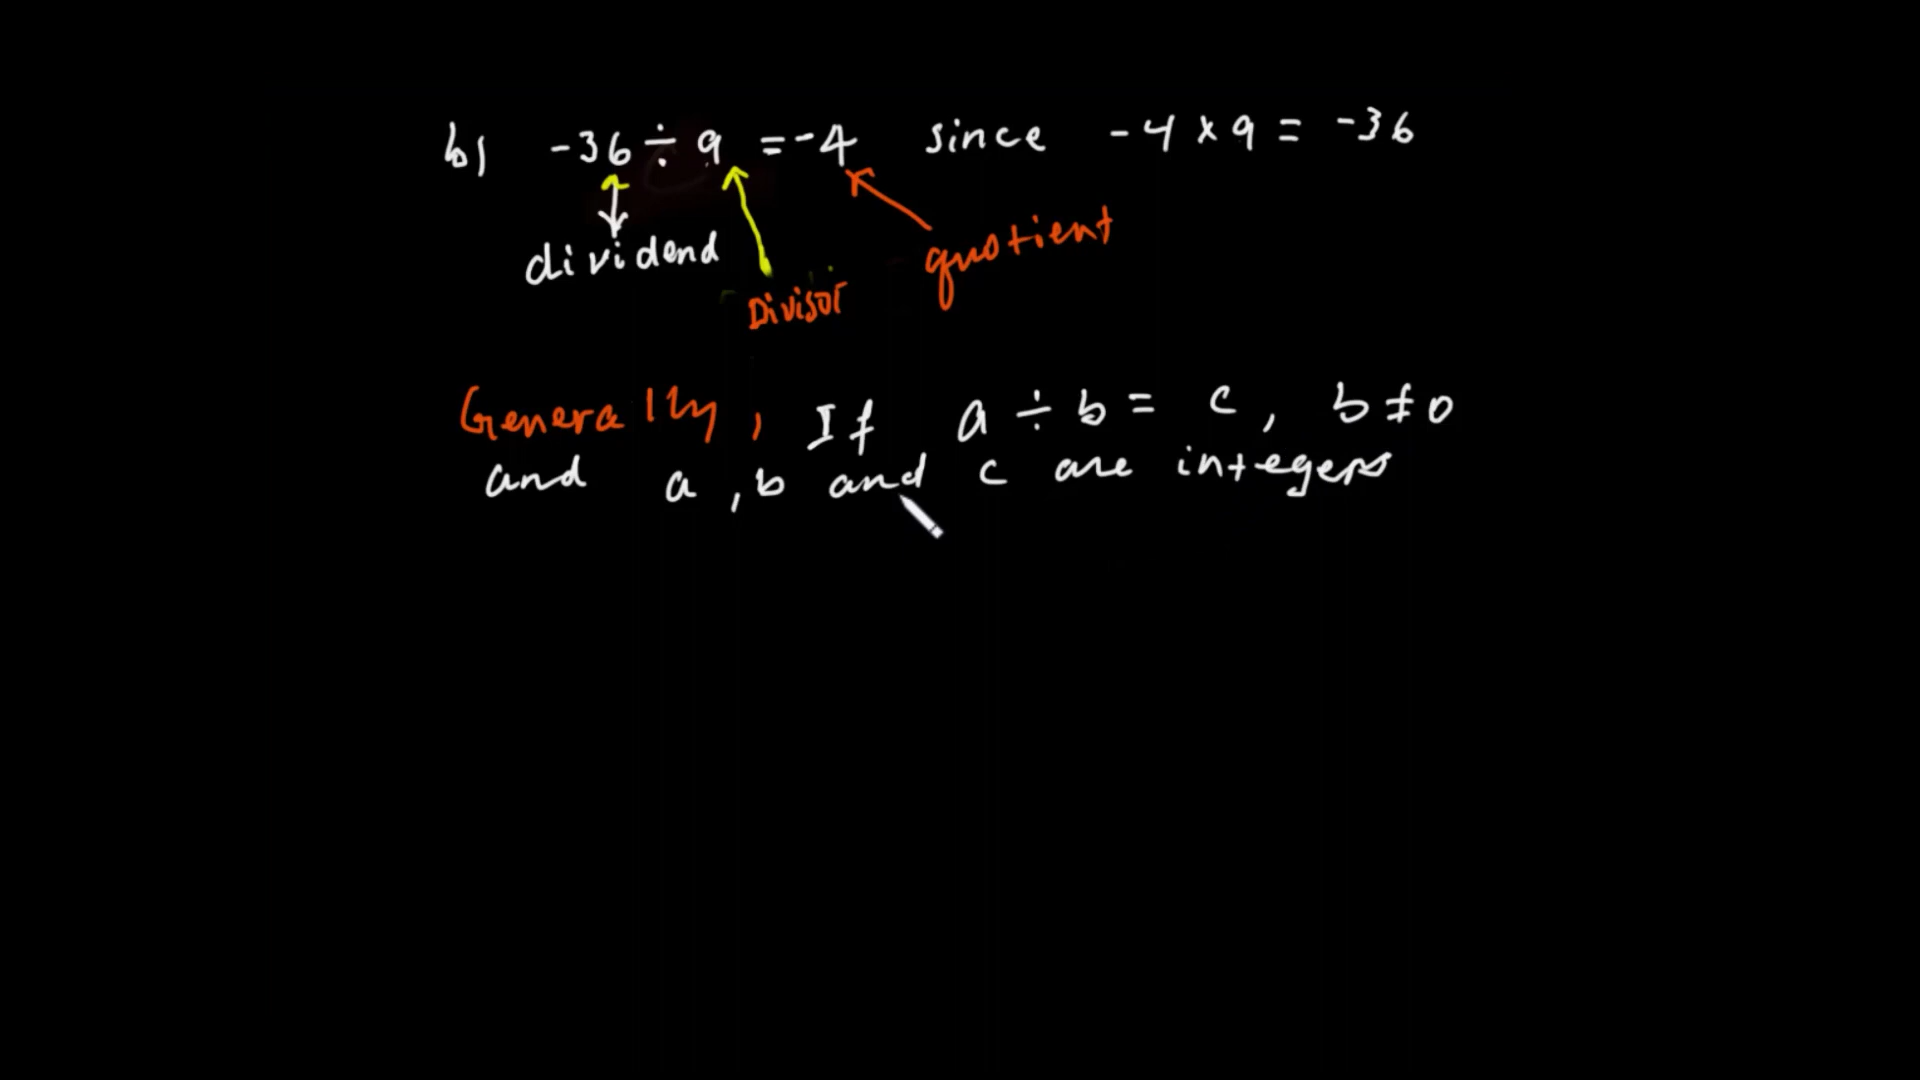 b) -36 ÷ 9 = -4 since -4 × 9 = -36
dividend
Divisor
quotient
Generally, If a ÷ b = c, b ≠ 0
and a, b and c are integers